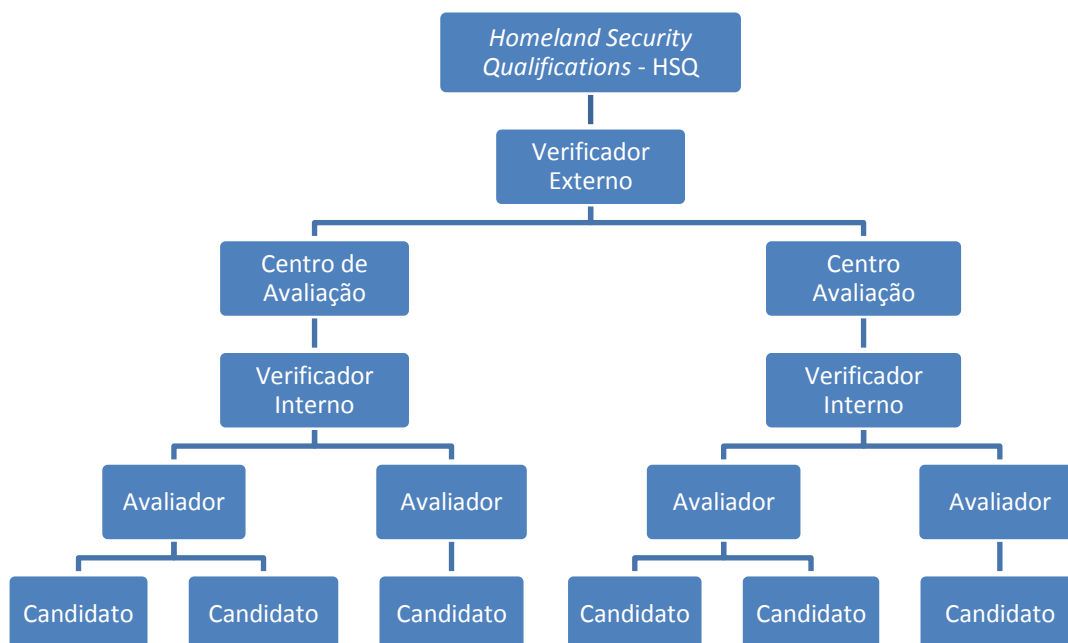 Homeland Security
Qualifications - HSQ
Verificador
Externo
Centro de
Avaliação
Centro
Avaliação
Verificador
Interno
Verificador
Interno
Avaliador
Avaliador
Avaliador
Avaliador
Candidato
Candidato
Candidato
Candidato
Candidato
Candidato